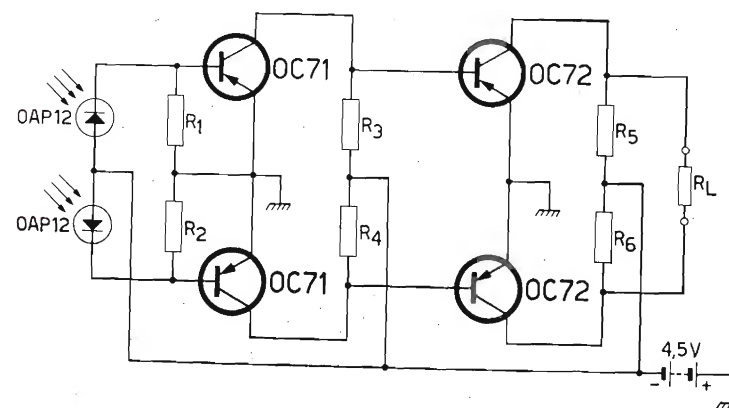 OC71
OC72
OAP12
R1
R3
R5
RL
OAP12
R2
R4
R6
OC71
OC72
4,5V
- +